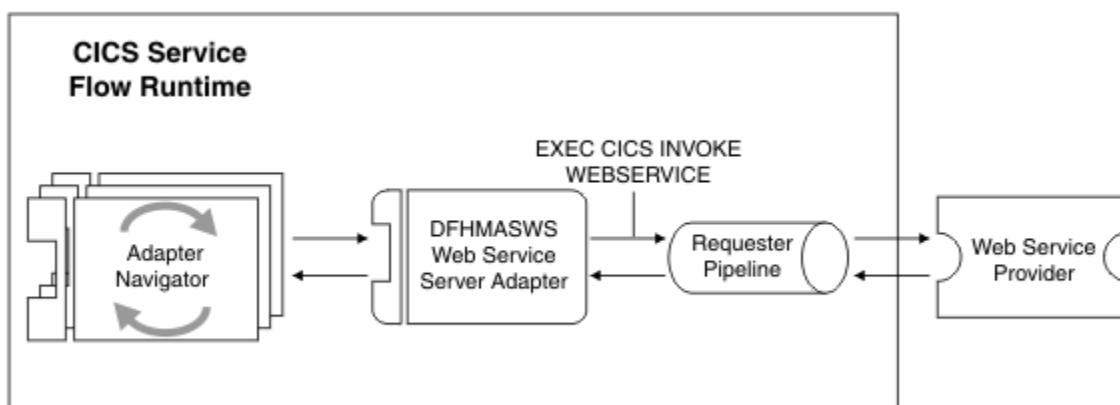 CICS Service
Flow Runtime
EXEC CICS INVOKE
WEBSERVICE
Adapter
Navigator
DFHMASWS
Web Service
Server Adapter
Requester
Pipeline
Web Service
Provider